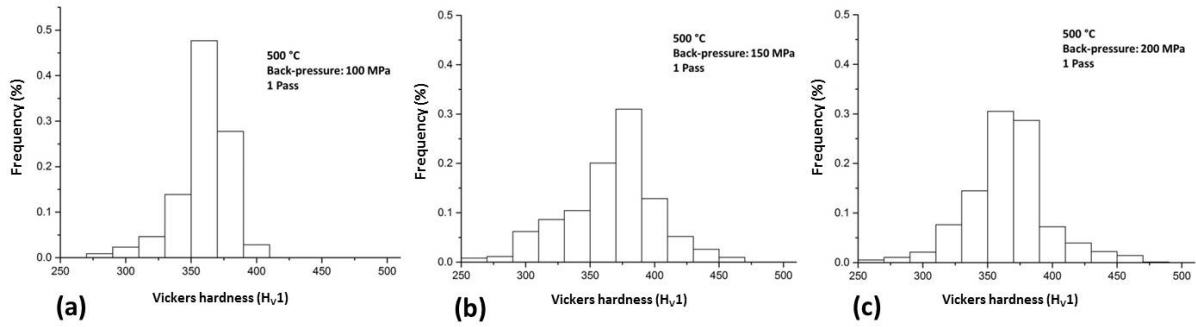 Frequency (%)
0.5
0.4
0.3
0.2
0.1
0.0
250
300
350
400
450
500
500 °C
Back-pressure: 100 MPa
1 Pass
Vickers hardness (HV1)
(a)
Frequency (%)
0.5
0.4
0.3
0.2
0.1
0.0
250
300
350
400
450
500
500 °C
Back-pressure: 150 MPa
1 Pass
Vickers hardness (HV1)
(b)
Frequency (%)
0.5
0.4
0.3
0.2
0.1
0.0
250
300
350
400
450
500
500 °C
Back-pressure: 200 MPa
1 Pass
Vickers hardness (HV1)
(c)